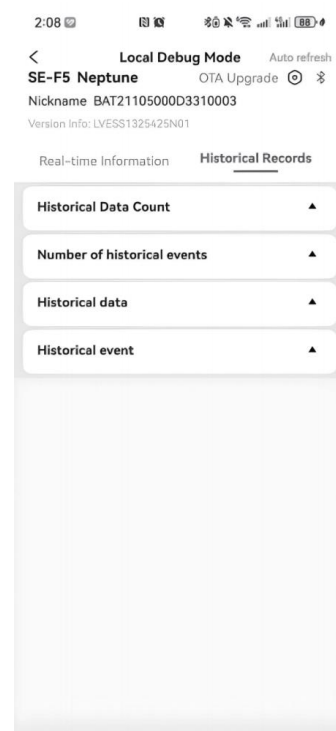 2:08 88
Local Debug Mode Auto refresh
SE-F5 Neptune OTA Upgrade
Nickname BAT21105000D3310003
Version Info: LVESS1325425N01
Real-time Information Historical Records
Historical Data Count
Number of historical events
Historical data
Historical event